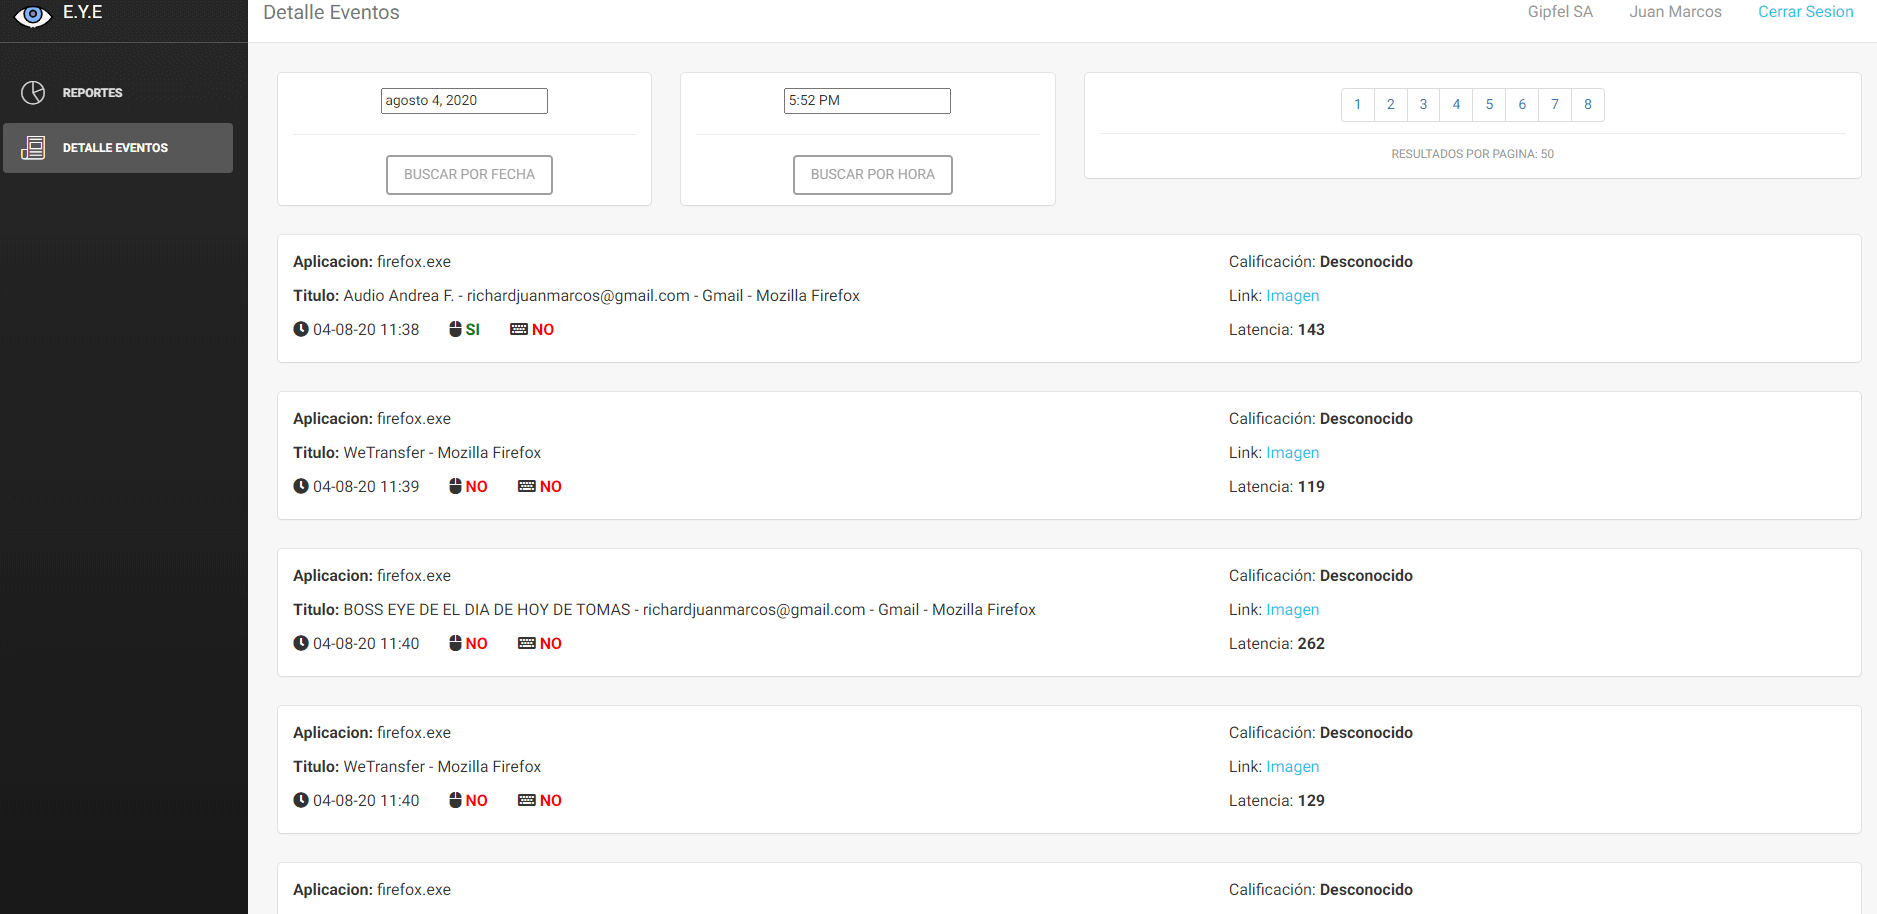 E.Y.E
Detalle Eventos
Gipfel SA
Juan Marcos
Cerrar Sesion
REPORTES
DETALLE EVENTOS
agosto 4, 2020
BUSCAR POR FECHA
5:52 PM
BUSCAR POR HORA
1 2 3 4 5 6 7 8
RESULTADOS POR PAGINA: 50
Aplicacion: firefox.exe
Calificación: Desconocido
Titulo: Audio Andrea F. - richardjuanmarcos@gmail.com - Gmail - Mozilla Firefox
Link: Imagen
04-08-20 11:38 SI NO
Latencia: 143
Aplicacion: firefox.exe
Calificación: Desconocido
Titulo: WeTransfer - Mozilla Firefox
Link: Imagen
04-08-20 11:39 NO NO
Latencia: 119
Aplicacion: firefox.exe
Calificación: Desconocido
Titulo: BOSS EYE DE EL DIA DE HOY DE TOMAS - richardjuanmarcos@gmail.com - Gmail - Mozilla Firefox
Link: Imagen
04-08-20 11:40 NO NO
Latencia: 262
Aplicacion: firefox.exe
Calificación: Desconocido
Titulo: WeTransfer - Mozilla Firefox
Link: Imagen
04-08-20 11:40 NO NO
Latencia: 129
Aplicacion: firefox.exe
Calificación: Desconocido